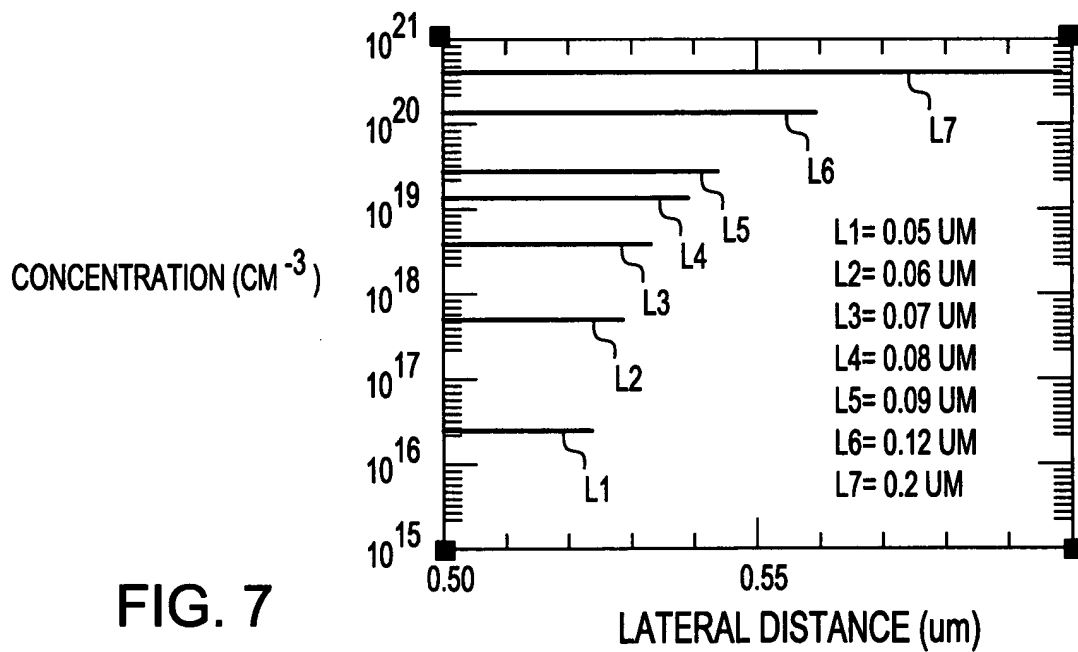 10^21
10^20
10^19
10^18
10^17
10^16
10^15
CONCENTRATION (CM^-3)
L7
L6
L5
L4
L3
L2
L1
L1= 0.05 UM
L2= 0.06 UM
L3= 0.07 UM
L4= 0.08 UM
L5= 0.09 UM
L6= 0.12 UM
L7= 0.2 UM
0.50 0.55
LATERAL DISTANCE (um)
FIG. 7